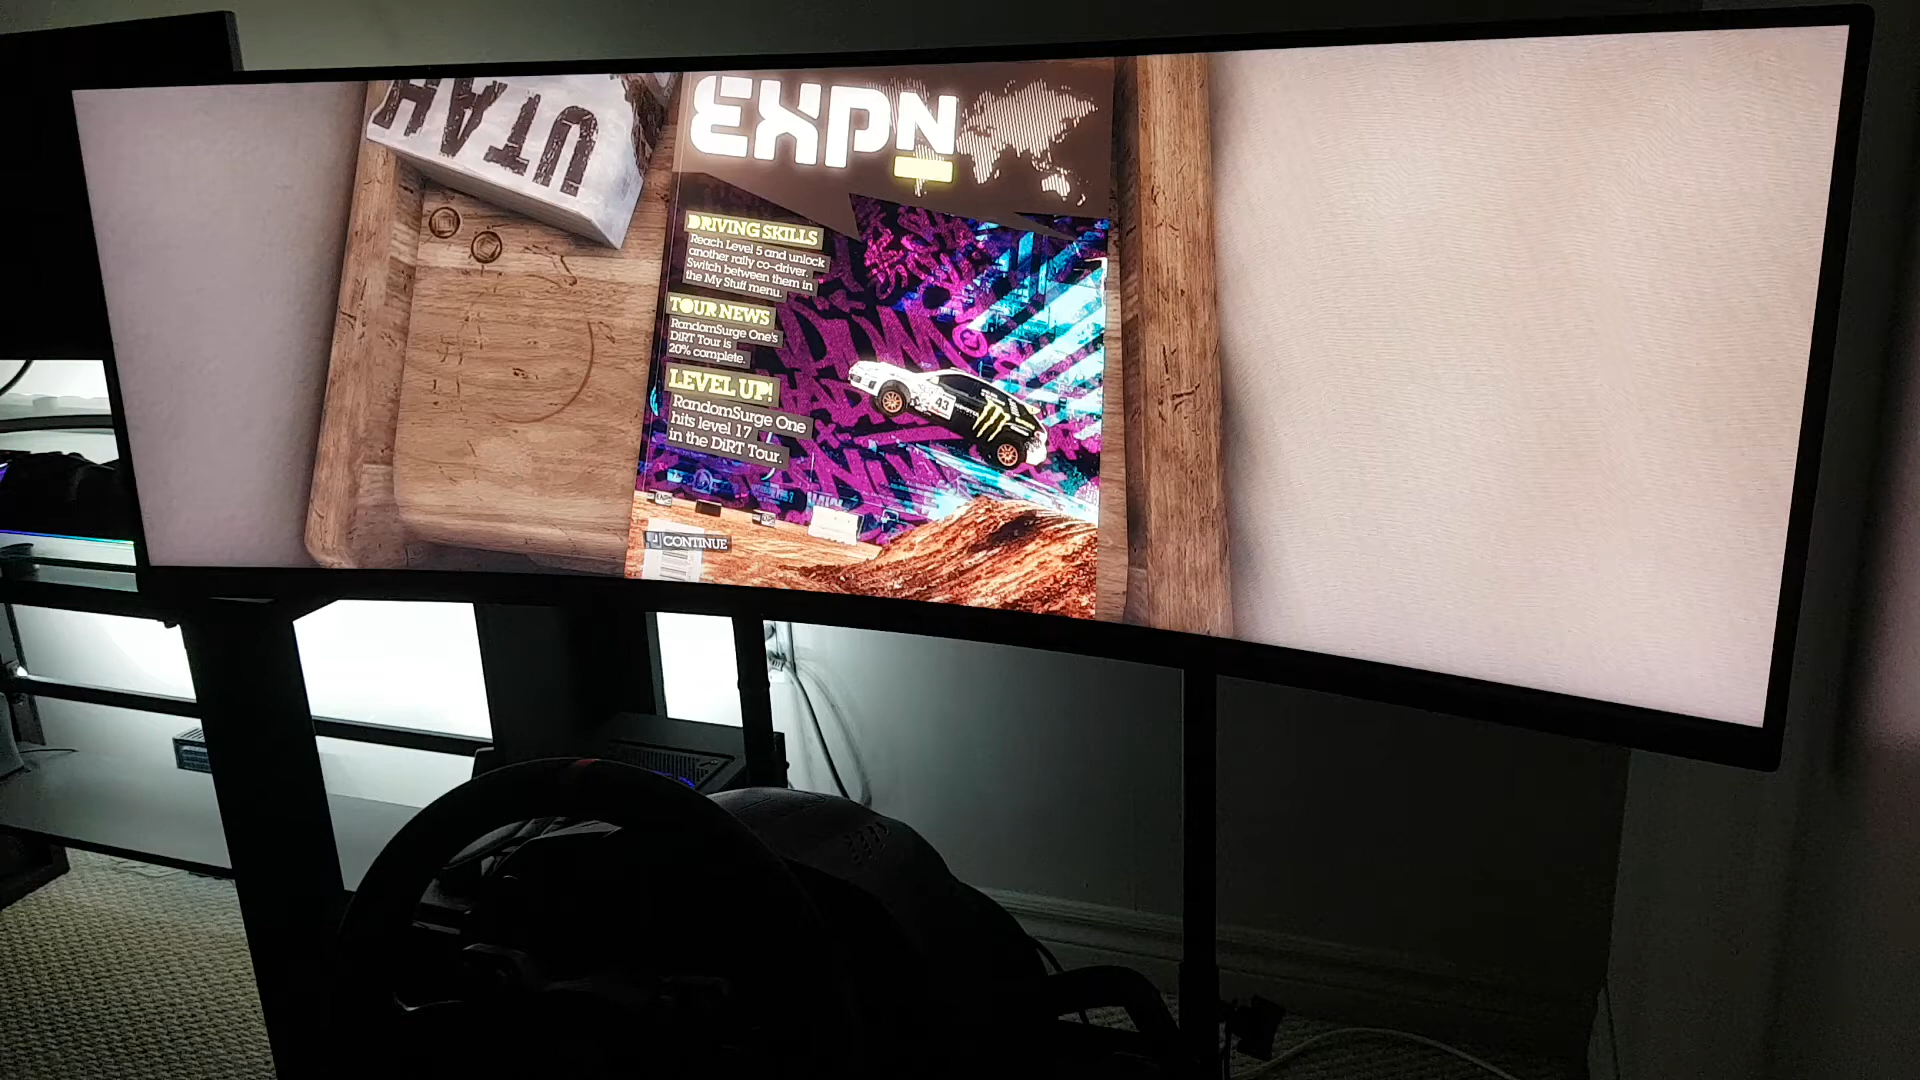 UTAH
EXPN
DRIVING SKILLS
Reach Level 5 and unlock
another rally co-driver.
Switch between them in
the My Stuff menu.
TOUR NEWS
RandomSurge One's
DiRT Tour is
20% complete.
LEVEL UP!
RandomSurge One
hits level 17
in the DiRT Tour.
43
CONTINUE